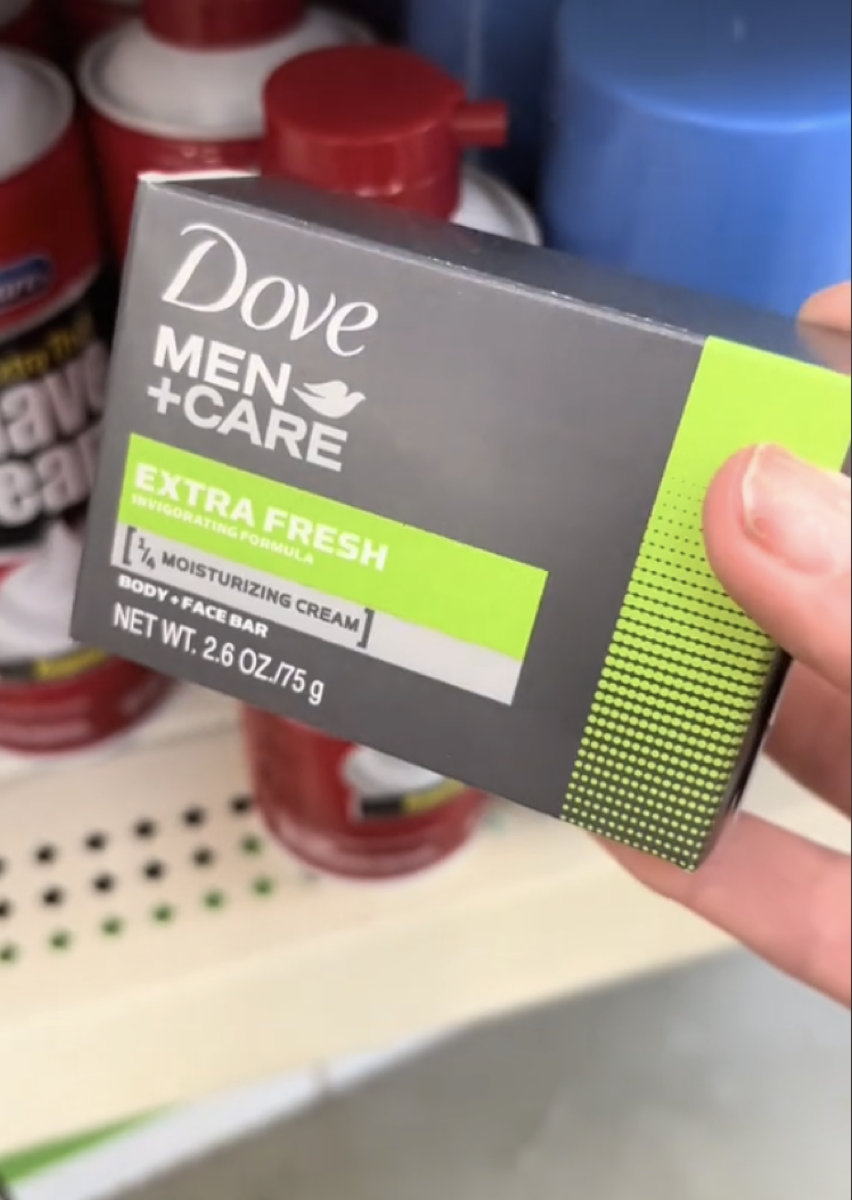 Dove
MEN
+CARE
EXTRA FRESH
INVIGORATING FORMULA
[¼ MOISTURIZING CREAM]
BODY + FACE BAR
NET WT. 2.6 OZ./75 g